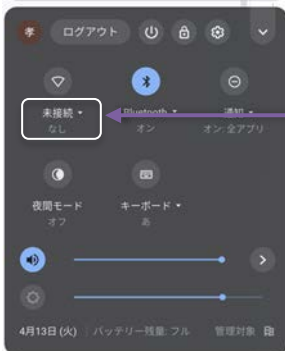 孝 ログアウト
未接続 Bluetooth 通知
なし オン オン: 全アプリ
夜間モード キーボード
オフ あ
4月13日 (火) バッテリー残量: フル 管理対象